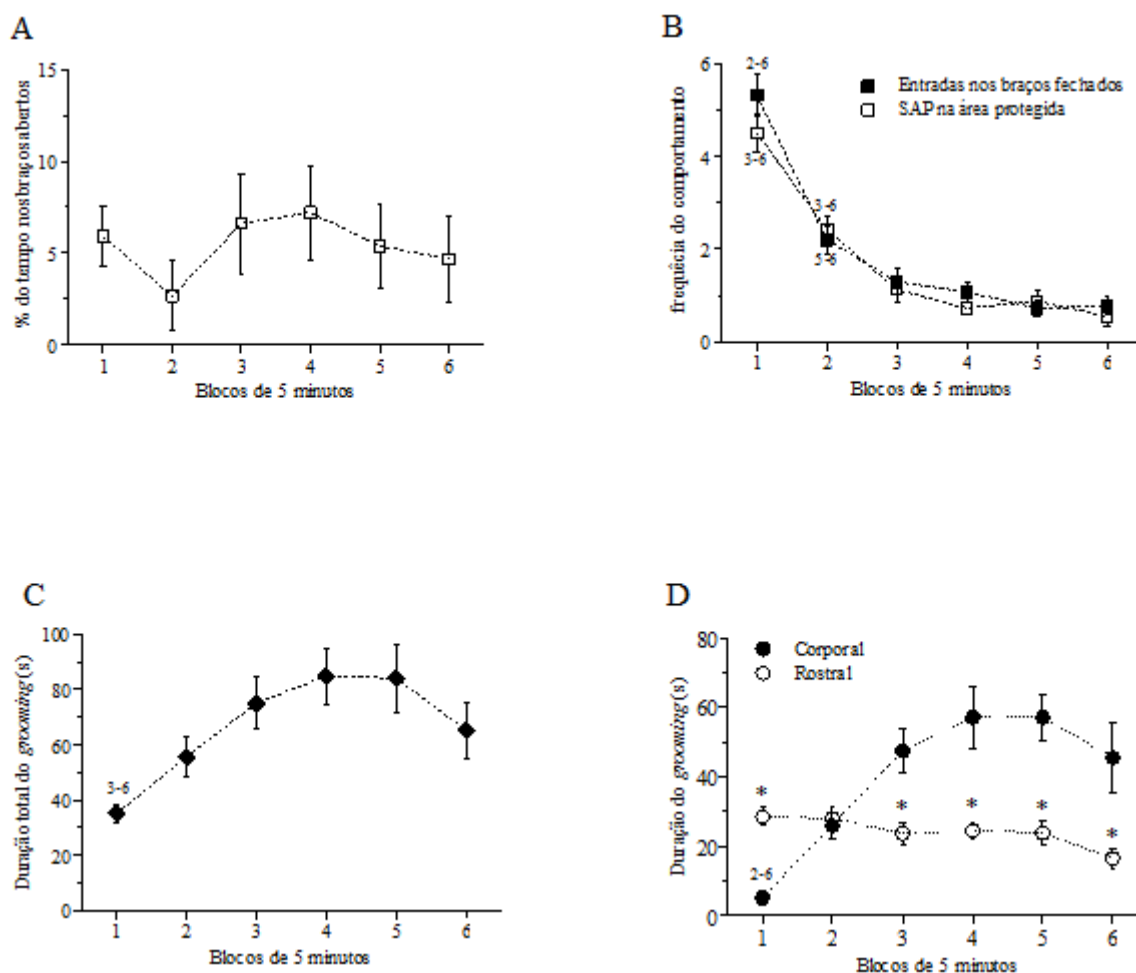 A
15
10
5
0
% do tempo nos braços abertos
1 2 3 4 5 6
Blocos de 5 minutos
B
6
4
2
0
frequêcia do comportamento
2-6
3-6
3-6
5-6
Entradas nos braços fechados
SAP na área protegida
1 2 3 4 5 6
Blocos de 5 minutos
C
100
80
60
40
20
0
Duração total do grooming (s)
3-6
1 2 3 4 5 6
Blocos de 5 minutos
D
80
60
40
20
0
Duração do grooming (s)
Corporal
Rostral
* * * * *
2-6
1 2 3 4 5 6
Blocos de 5 minutos